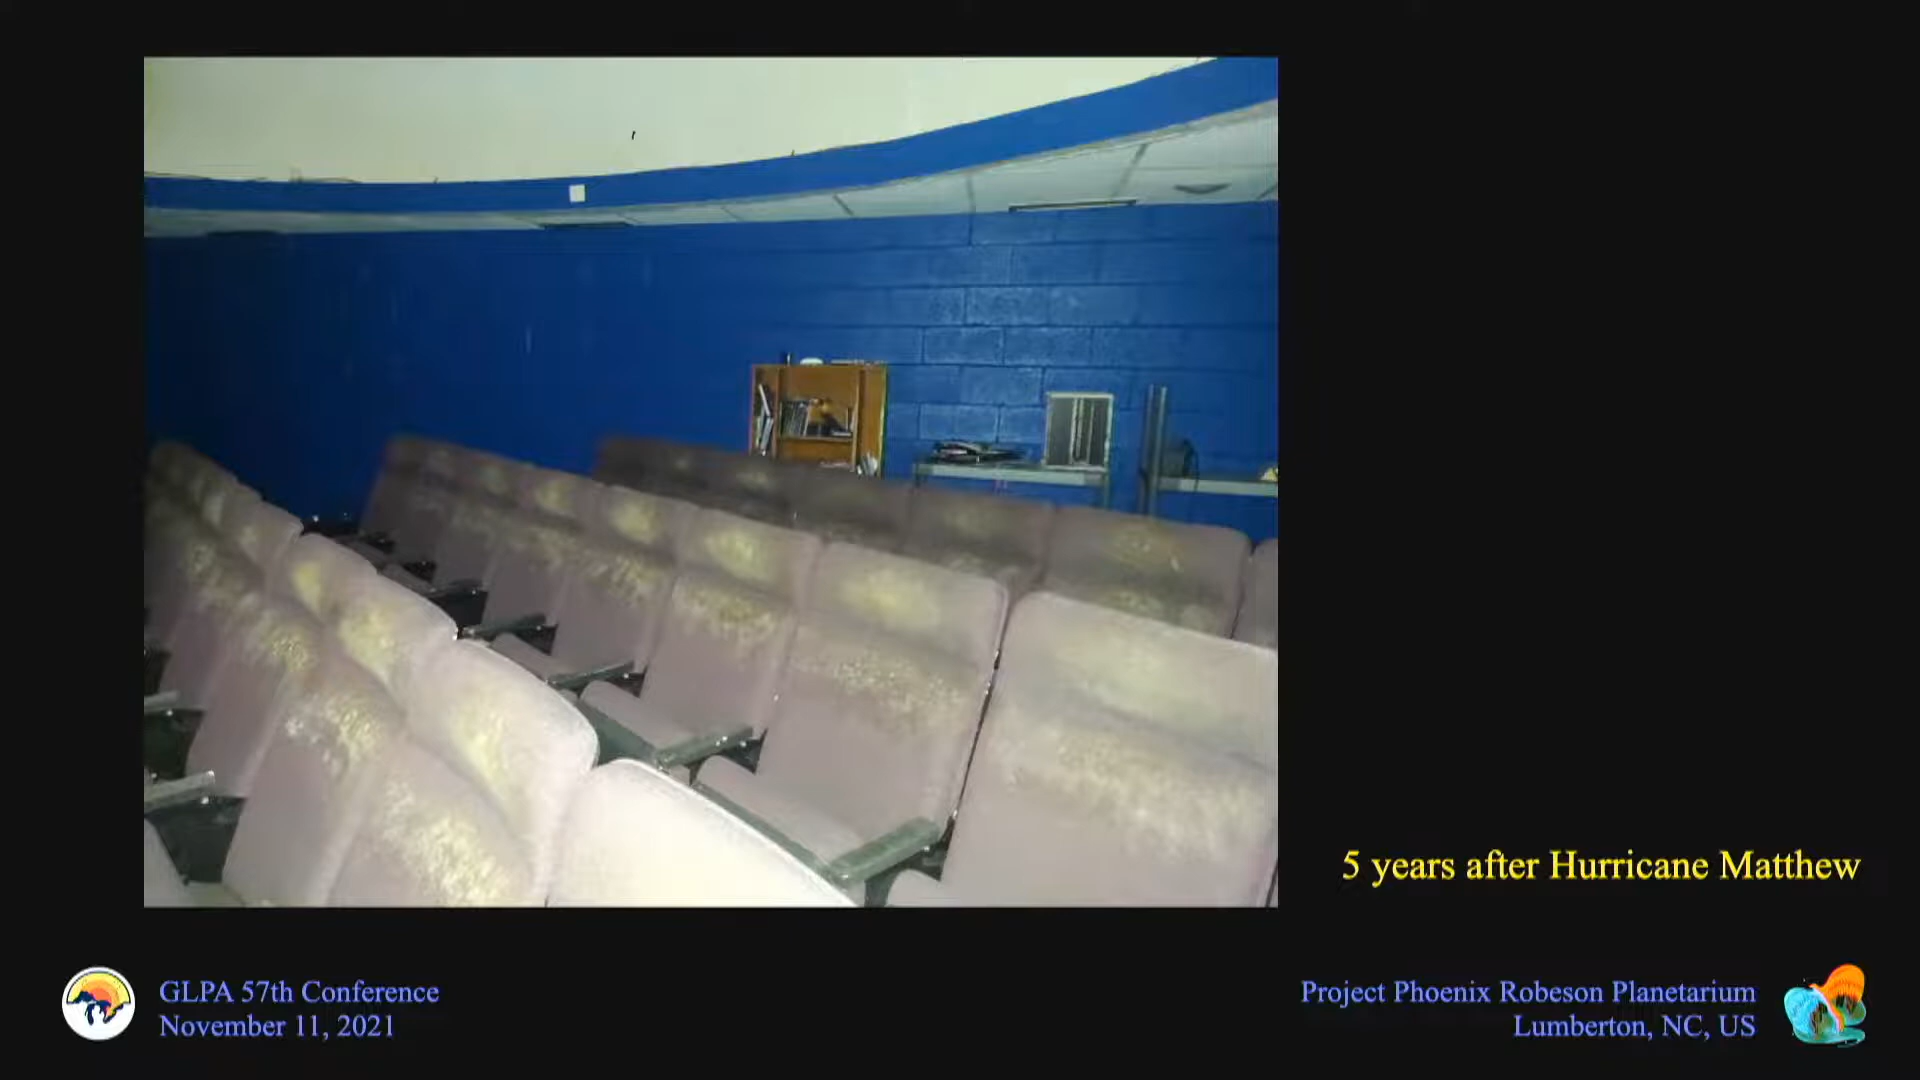 5 years after Hurricane Matthew
GLPA 57th Conference
November 11, 2021
Project Phoenix Robeson Planetarium
Lumberton, NC, US